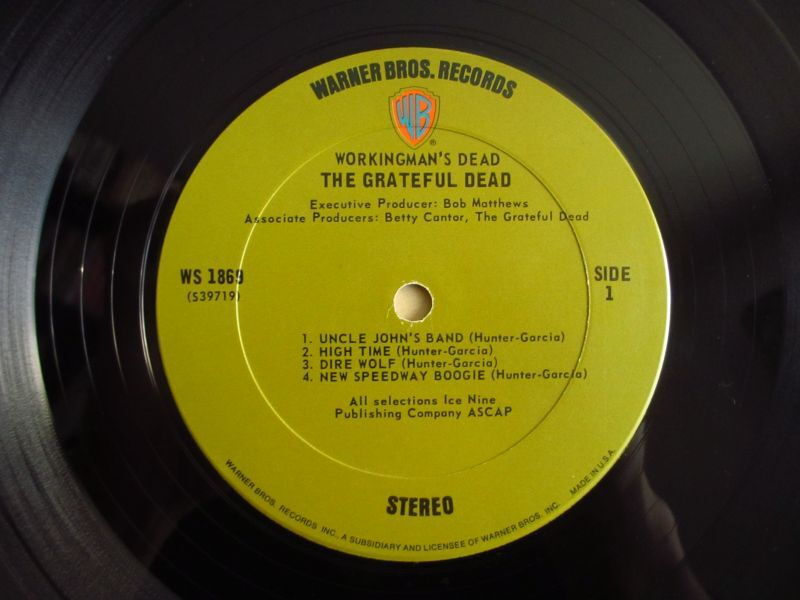 WARNER BROS. RECORDS
WB
®
WORKINGMAN'S DEAD
THE GRATEFUL DEAD
Executive Producer: Bob Matthews
Associate Producers: Betty Cantor, The Grateful Dead
WS 1869
(S39719)
SIDE
1
1. UNCLE JOHN'S BAND (Hunter-Garcia)
2. HIGH TIME (Hunter-Garcia)
3. DIRE WOLF (Hunter-Garcia)
4. NEW SPEEDWAY BOOGIE (Hunter-Garcia)
All selections Ice Nine
Publishing Company ASCAP
STEREO
WARNER BROS. RECORDS INC., A SUBSIDIARY AND LICENSEE OF WARNER BROS. INC. MADE IN U.S.A.